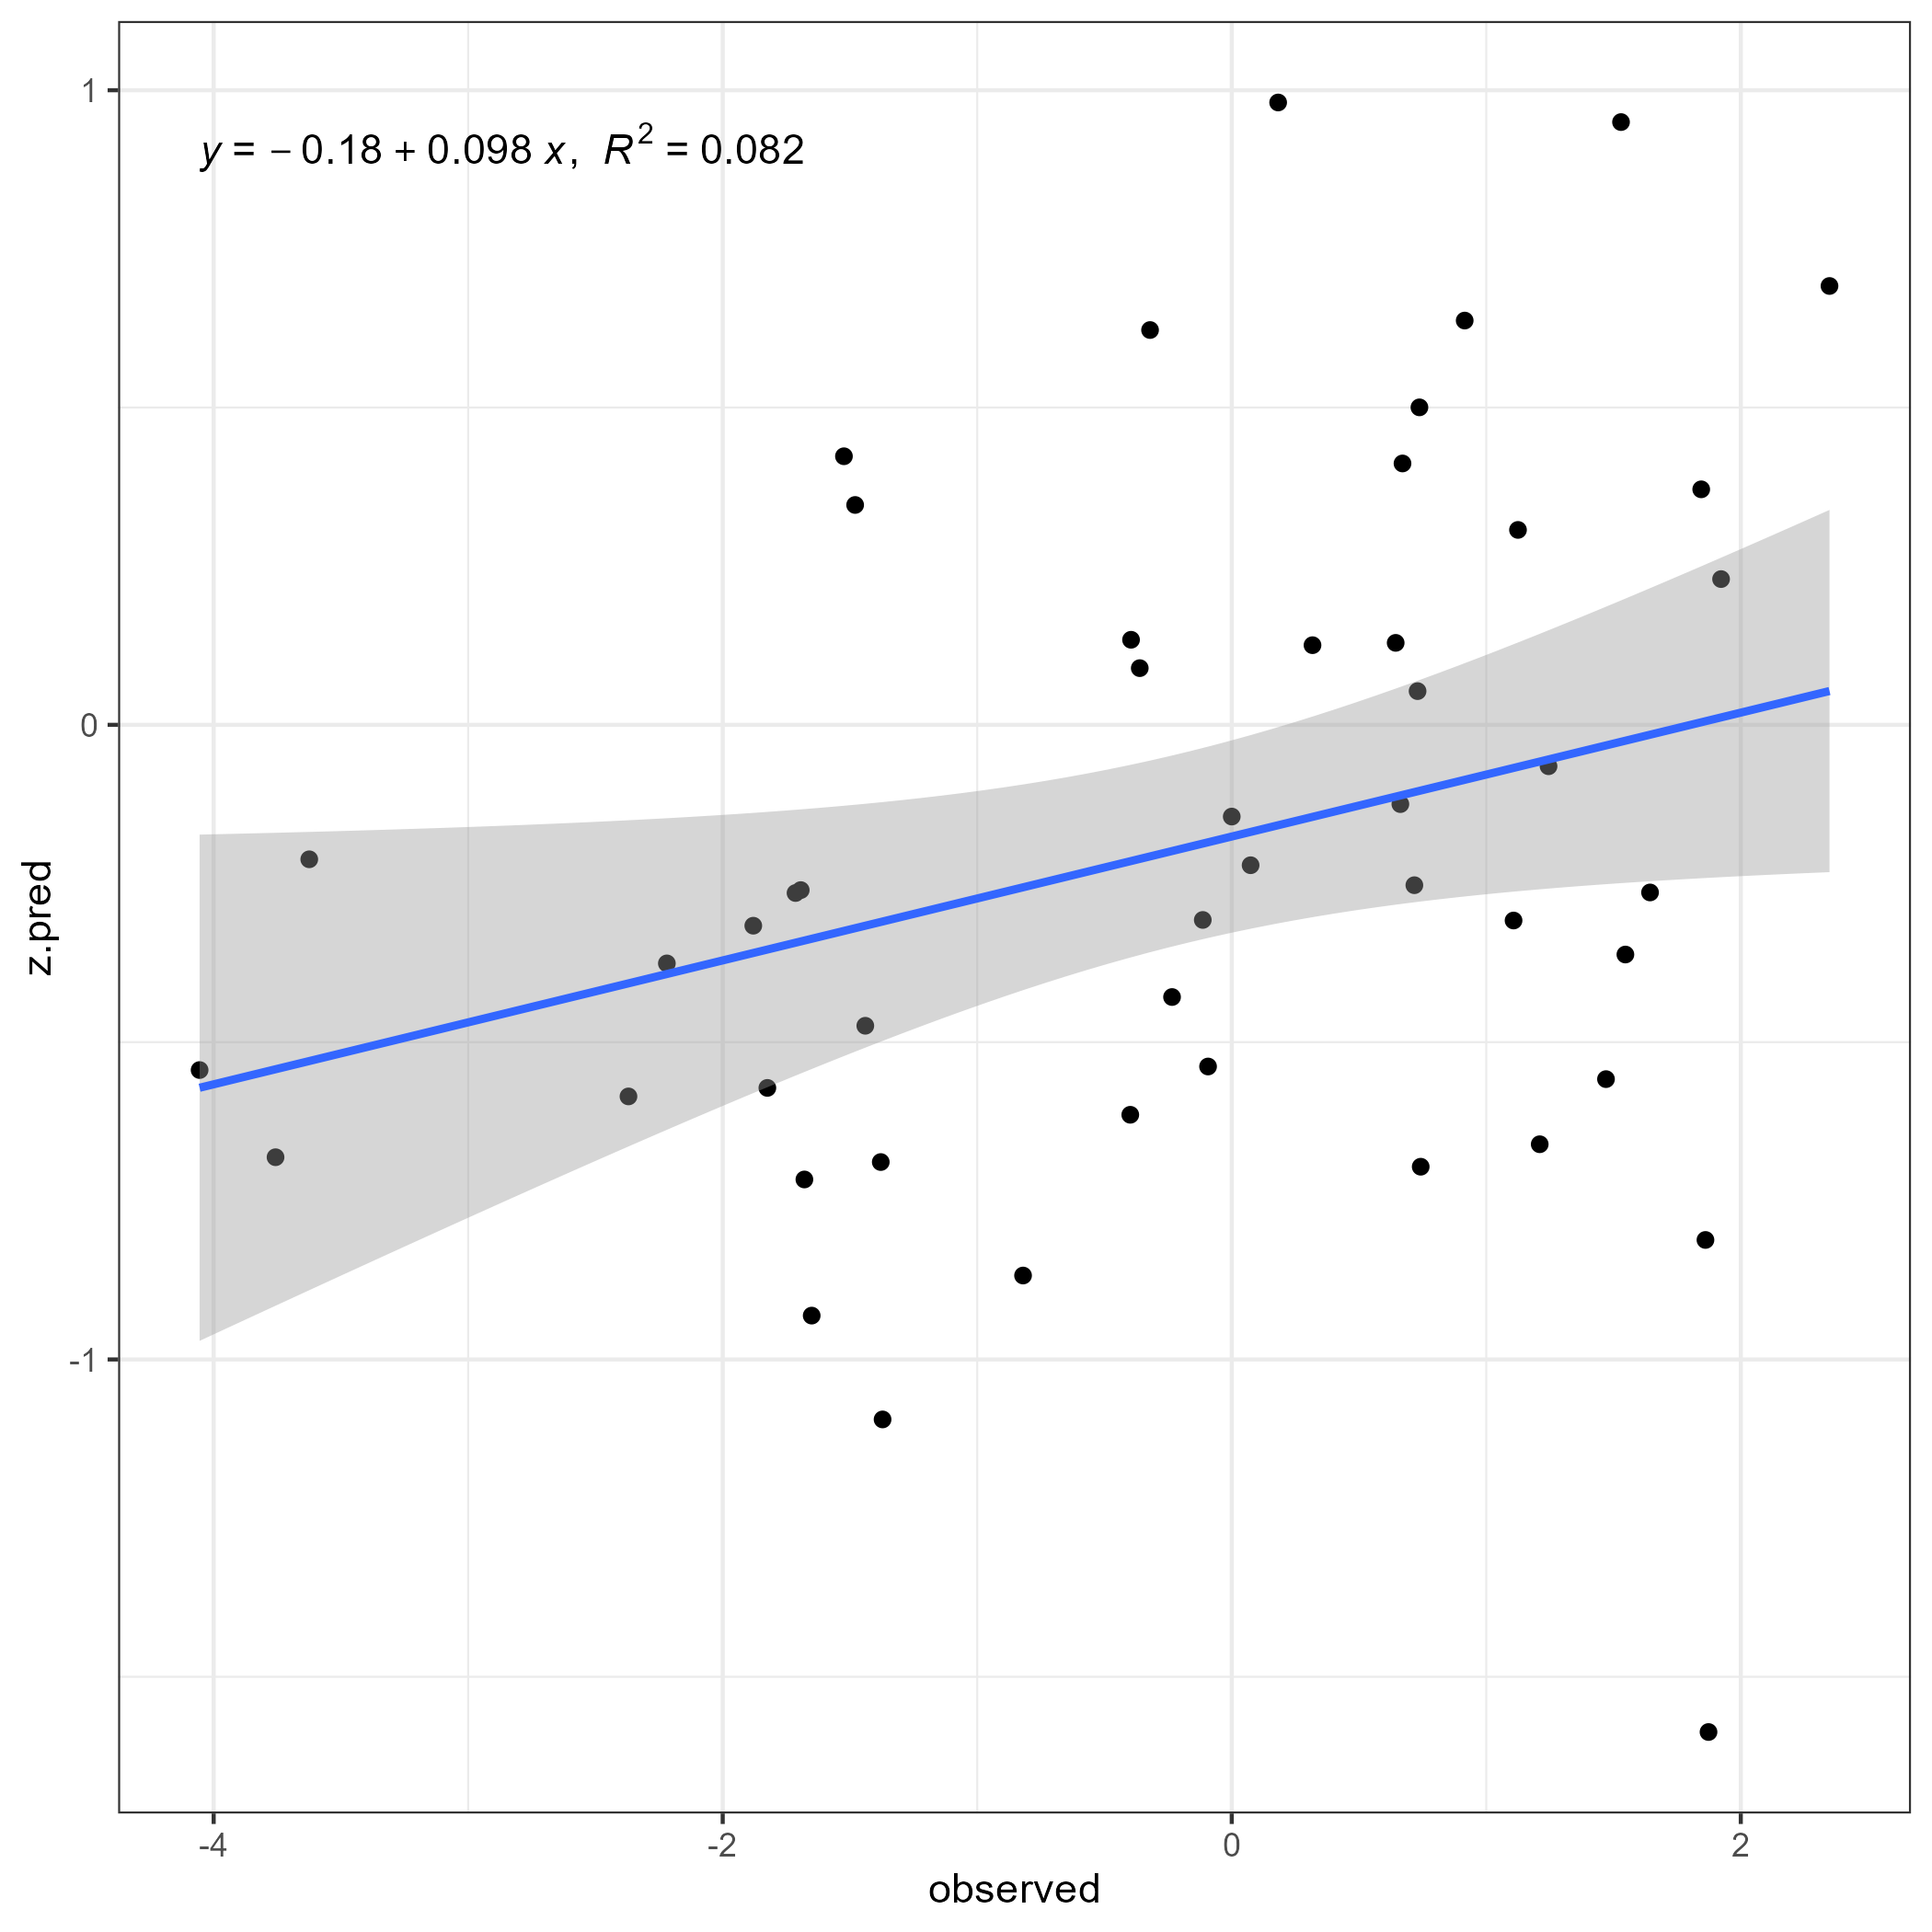 1
y = − 0.18 + 0.098 x, R² = 0.082
0
-1
z.pred
-4 -2 0 2
observed